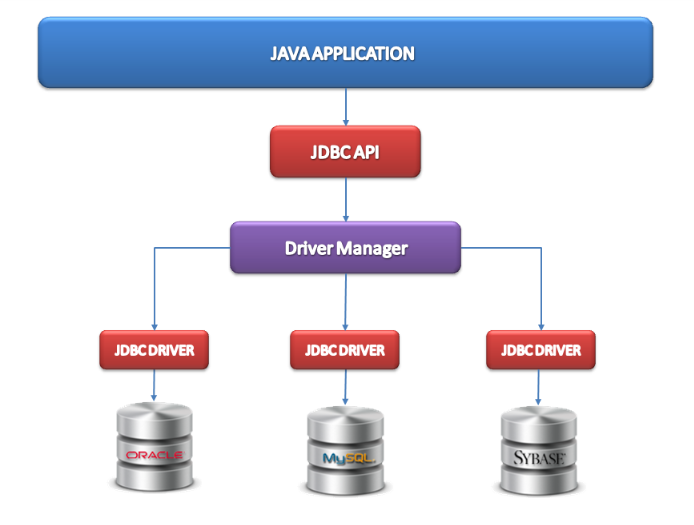 JAVA APPLICATION
JDBC API
Driver Manager
JDBC DRIVER
JDBC DRIVER
JDBC DRIVER
ORACLE
MySQL
SYBASE